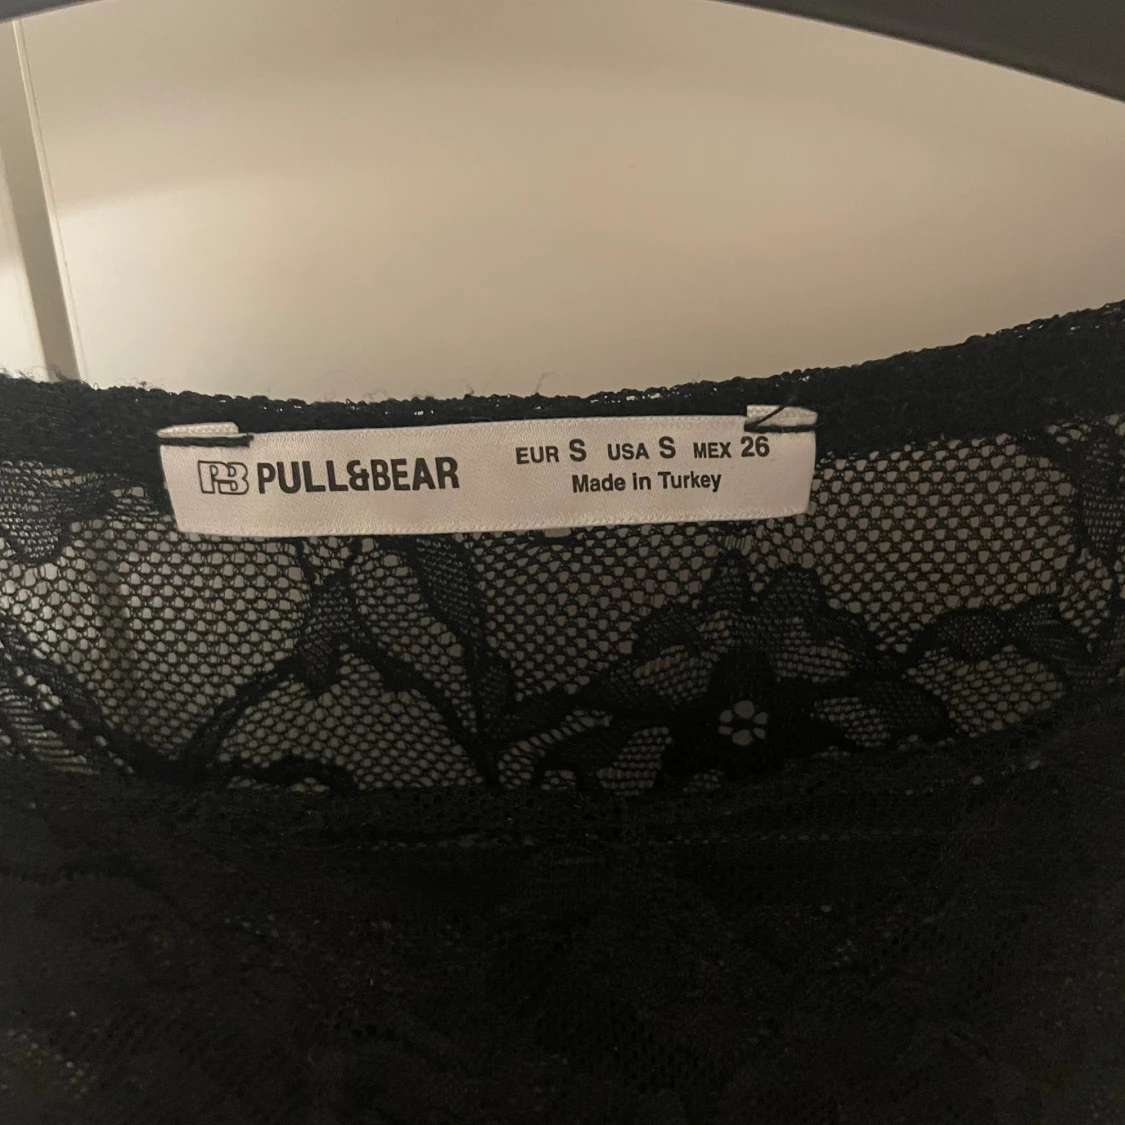 PB PULL&BEAR
EUR S USA S MEX 26
Made in Turkey